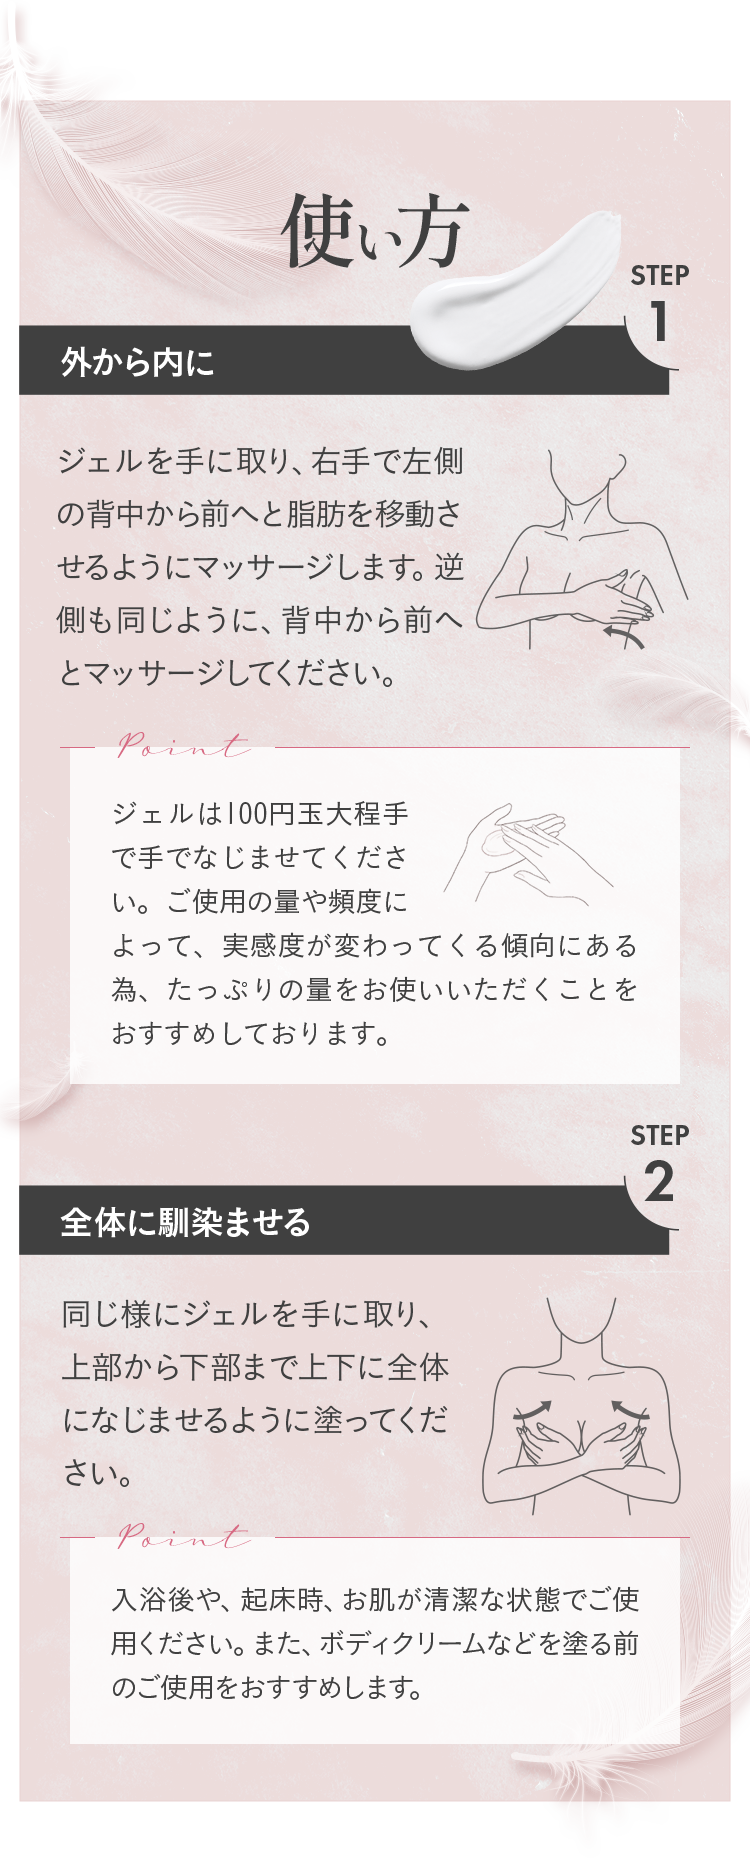 使い方
STEP
1
外から内に
ジェルを手に取り、右手で左側
の背中から前へと脂肪を移動さ
せるようにマッサージします。逆
側も同じように、背中から前へ
とマッサージしてください。
Point
ジェルは100円玉大程手
で手でなじませてくださ
い。ご使用の量や頻度に
よって、実感度が変わってくる傾向にある
為、たっぷりの量をお使いいただくことを
おすすめしております。
STEP
2
全体に馴染ませる
同じ様にジェルを手に取り、
上部から下部まで上下に全体
になじませるように塗ってくだ
さい。
Point
入浴後や、起床時、お肌が清潔な状態でご使
用ください。また、ボディクリームなどを塗る前
のご使用をおすすめします。